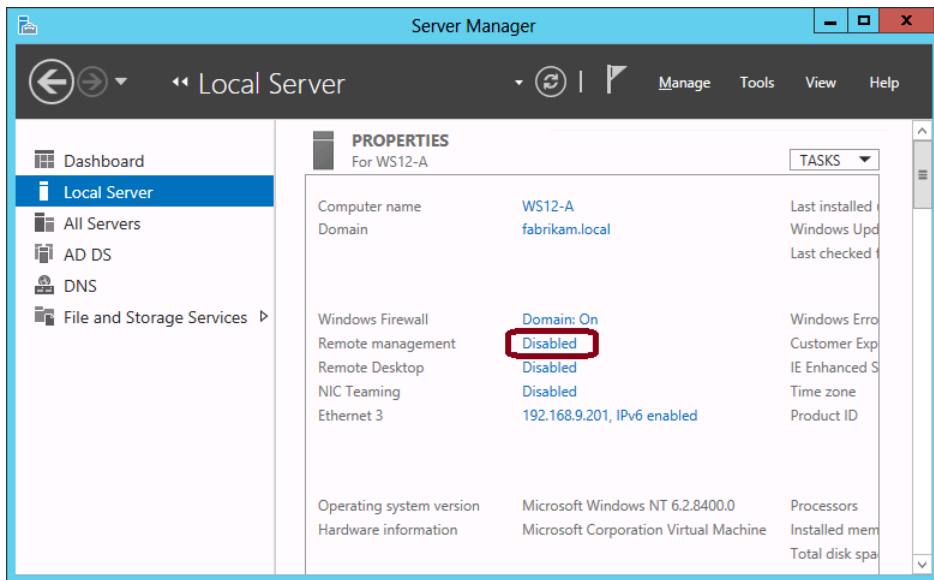 Server Manager
Local Server
Manage Tools View Help
Dashboard
Local Server
All Servers
AD DS
DNS
File and Storage Services
PROPERTIES
For WS12-A
TASKS
Computer name WS12-A Last installed
Domain fabrikam.local Windows Upd
Last checked f
Windows Firewall Domain: On Windows Erro
Remote management Disabled Customer Exp
Remote Desktop Disabled IE Enhanced S
NIC Teaming Disabled Time zone
Ethernet 3 192.168.9.201, IPv6 enabled Product ID
Operating system version Microsoft Windows NT 6.2.8400.0 Processors
Hardware information Microsoft Corporation Virtual Machine Installed mem
Total disk spa